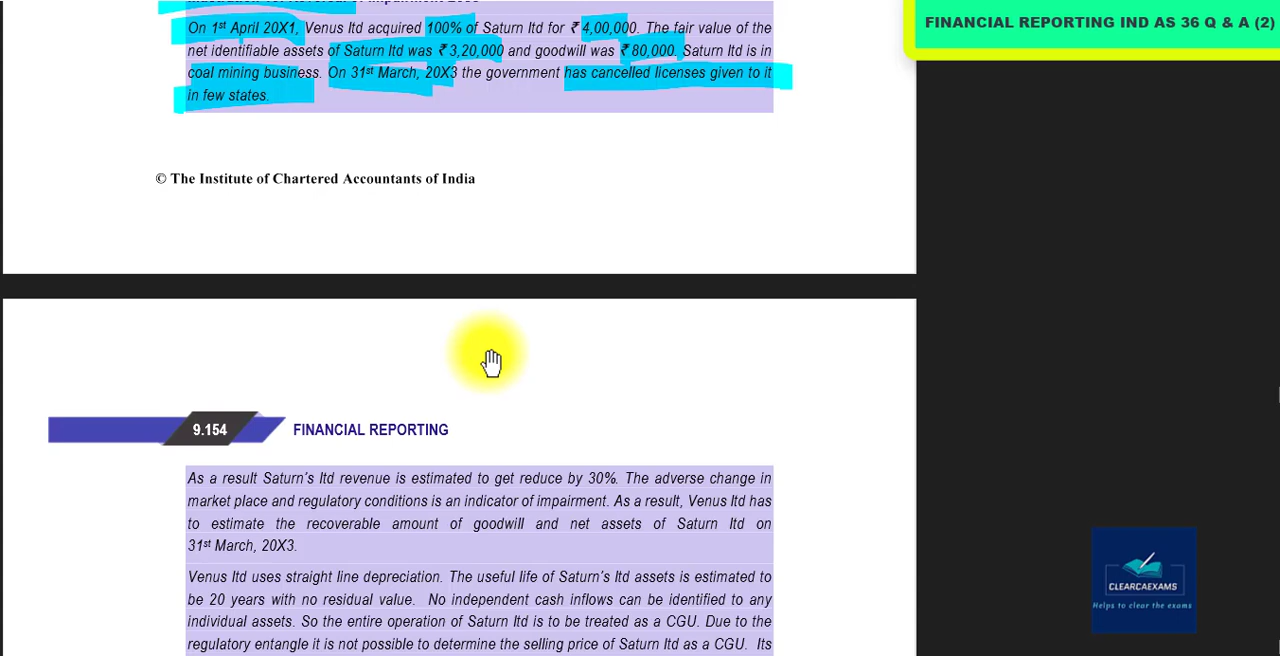 FINANCIAL REPORTING IND AS 36 Q & A (2)
On 1st April 20X1, Venus ltd acquired 100% of Saturn ltd for ₹ 4,00,000. The fair value of the
net identifiable assets of Saturn ltd was ₹ 3,20,000 and goodwill was ₹ 80,000. Saturn ltd is in
coal mining business. On 31st March, 20X3 the government has cancelled licenses given to it
in few states.
© The Institute of Chartered Accountants of India
9.154 FINANCIAL REPORTING
As a result Saturn's ltd revenue is estimated to get reduce by 30%. The adverse change in
market place and regulatory conditions is an indicator of impairment. As a result, Venus ltd has
to estimate the recoverable amount of goodwill and net assets of Saturn ltd on
31st March, 20X3.
Venus ltd uses straight line depreciation. The useful life of Saturn's ltd assets is estimated to
be 20 years with no residual value. No independent cash inflows can be identified to any
individual assets. So the entire operation of Saturn ltd is to be treated as a CGU. Due to the
regulatory entangle it is not possible to determine the selling price of Saturn ltd as a CGU. Its
CLEARCAEXAMS
Helps to clear the exams